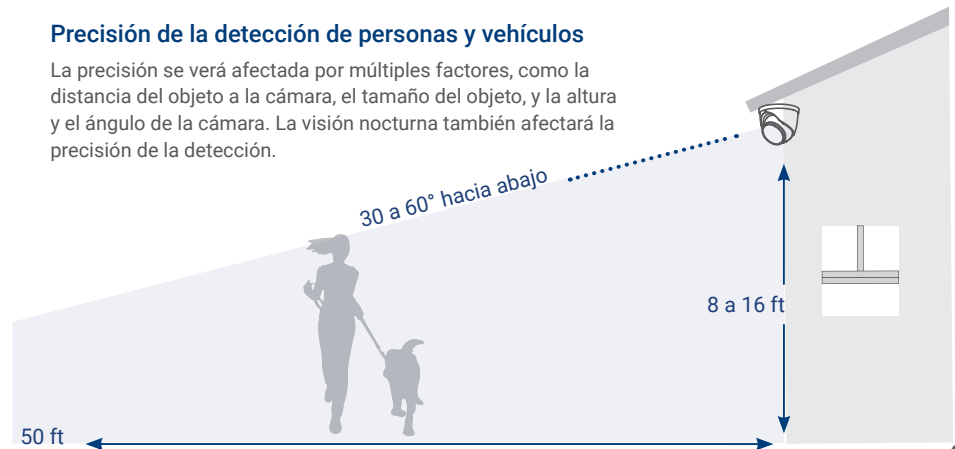 Precisión de la detección de personas y vehículos
La precisión se verá afectada por múltiples factores, como la
distancia del objeto a la cámara, el tamaño del objeto, y la altura
y el ángulo de la cámara. La visión nocturna también afectará la
precisión de la detección.
30 a 60° hacia abajo
8 a 16 ft
50 ft